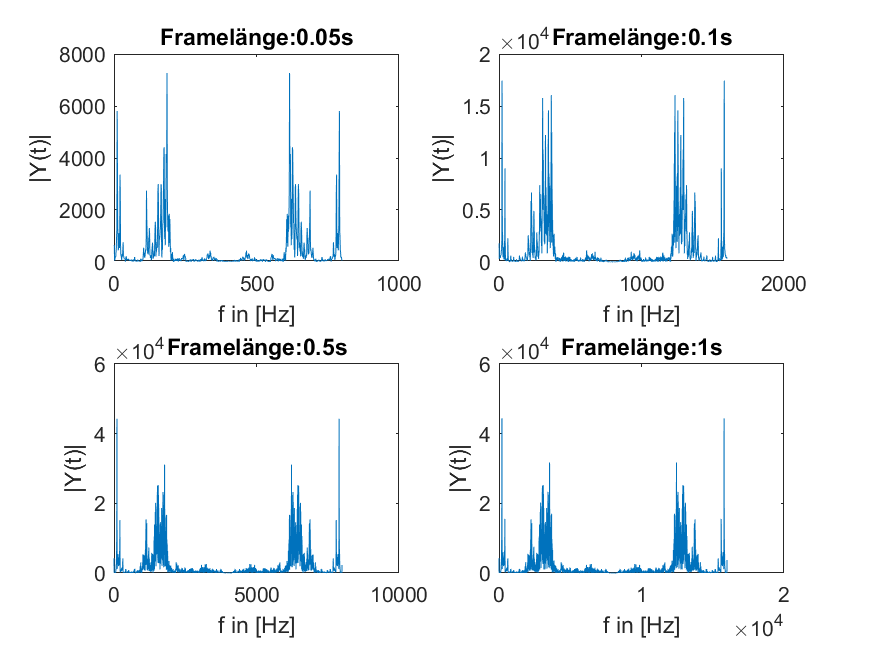 Framelänge:0.05s
8000
6000
4000
2000
0
|Y(t)|
0 500 1000
f in [Hz]
×10⁴ Framelänge:0.1s
2
1.5
1
0.5
0
|Y(t)|
0 1000 2000
f in [Hz]
×10⁴ Framelänge:0.5s
6
4
2
0
|Y(t)|
0 5000 10000
f in [Hz]
×10⁴ Framelänge:1s
6
4
2
0
|Y(t)|
0 1 2
f in [Hz] ×10⁴